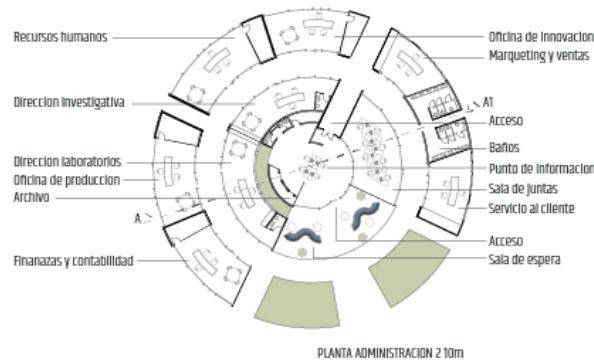 Recursos humanos
Direccion investigativa
Direccion laboratorios
Oficina de produccion
Archivo
A
Finanazas y contabilidad
Oficina de innovacion
Marqueting y ventas
A1
Acceso
Baños
Punto de informacion
Sala de juntas
Servicio al cliente
Acceso
Sala de espera
PLANTA ADMINISTRACION 2 10m